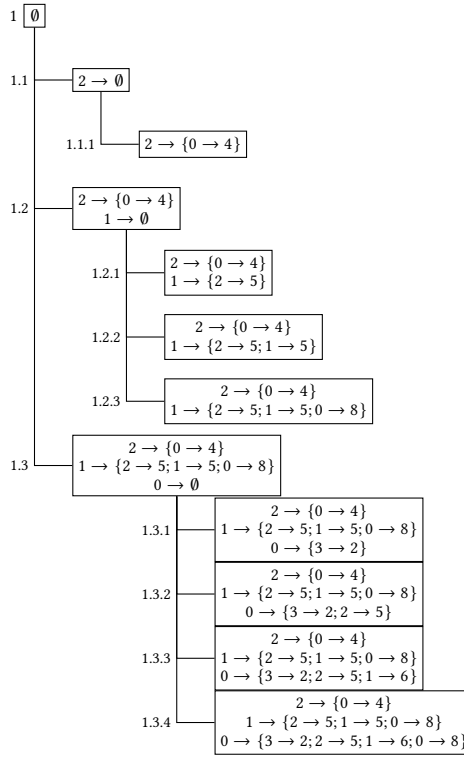 1 ∅
1.1 2 → ∅
1.1.1 2 → {0 → 4}
1.2 2 → {0 → 4}
1 → ∅
1.2.1 2 → {0 → 4}
1 → {2 → 5}
1.2.2 2 → {0 → 4}
1 → {2 → 5; 1 → 5}
1.2.3 2 → {0 → 4}
1 → {2 → 5; 1 → 5; 0 → 8}
1.3 2 → {0 → 4}
1 → {2 → 5; 1 → 5; 0 → 8}
0 → ∅
1.3.1 2 → {0 → 4}
1 → {2 → 5; 1 → 5; 0 → 8}
0 → {3 → 2}
1.3.2 2 → {0 → 4}
1 → {2 → 5; 1 → 5; 0 → 8}
0 → {3 → 2; 2 → 5}
1.3.3 2 → {0 → 4}
1 → {2 → 5; 1 → 5; 0 → 8}
0 → {3 → 2; 2 → 5; 1 → 6}
1.3.4 2 → {0 → 4}
1 → {2 → 5; 1 → 5; 0 → 8}
0 → {3 → 2; 2 → 5; 1 → 6; 0 → 8}